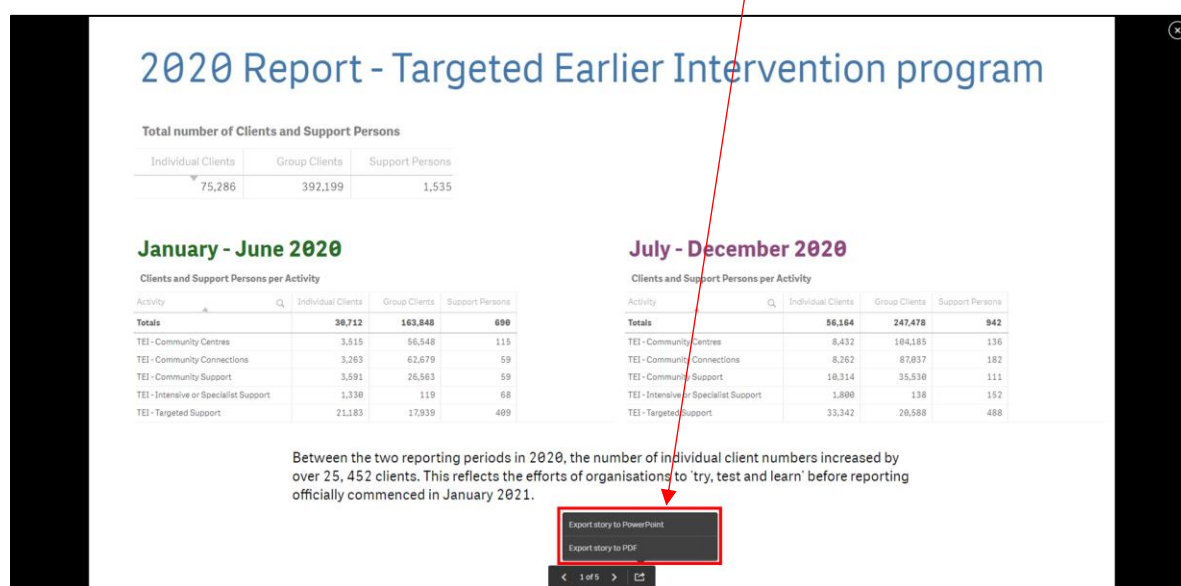 2020 Report - Targeted Earlier Intervention program
Total number of Clients and Support Persons
Individual Clients Group Clients Support Persons
75,286 392,199 1,535
January - June 2020
Clients and Support Persons per Activity
Activity Individual Clients Group Clients Support Persons
Totals 30,712 163,848 690
TEI - Community Centres 3,515 56,548 115
TEI - Community Connections 3,263 62,679 59
TEI - Community Support 3,591 26,563 59
TEI - Intensive or Specialist Support 1,330 119 68
TEI - Targeted Support 21,183 17,939 409
July - December 2020
Clients and Support Persons per Activity
Activity Individual Clients Group Clients Support Persons
Totals 56,164 247,478 942
TEI - Community Centres 8,432 104,185 136
TEI - Community Connections 8,262 87,037 182
TEI - Community Support 10,314 35,530 111
TEI - Intensive or Specialist Support 1,800 138 152
TEI - Targeted Support 33,342 20,588 488
Between the two reporting periods in 2020, the number of individual client numbers increased by
over 25, 452 clients. This reflects the efforts of organisations to 'try, test and learn' before reporting
officially commenced in January 2021.
Export story to PowerPoint
Export story to PDF
1 of 5